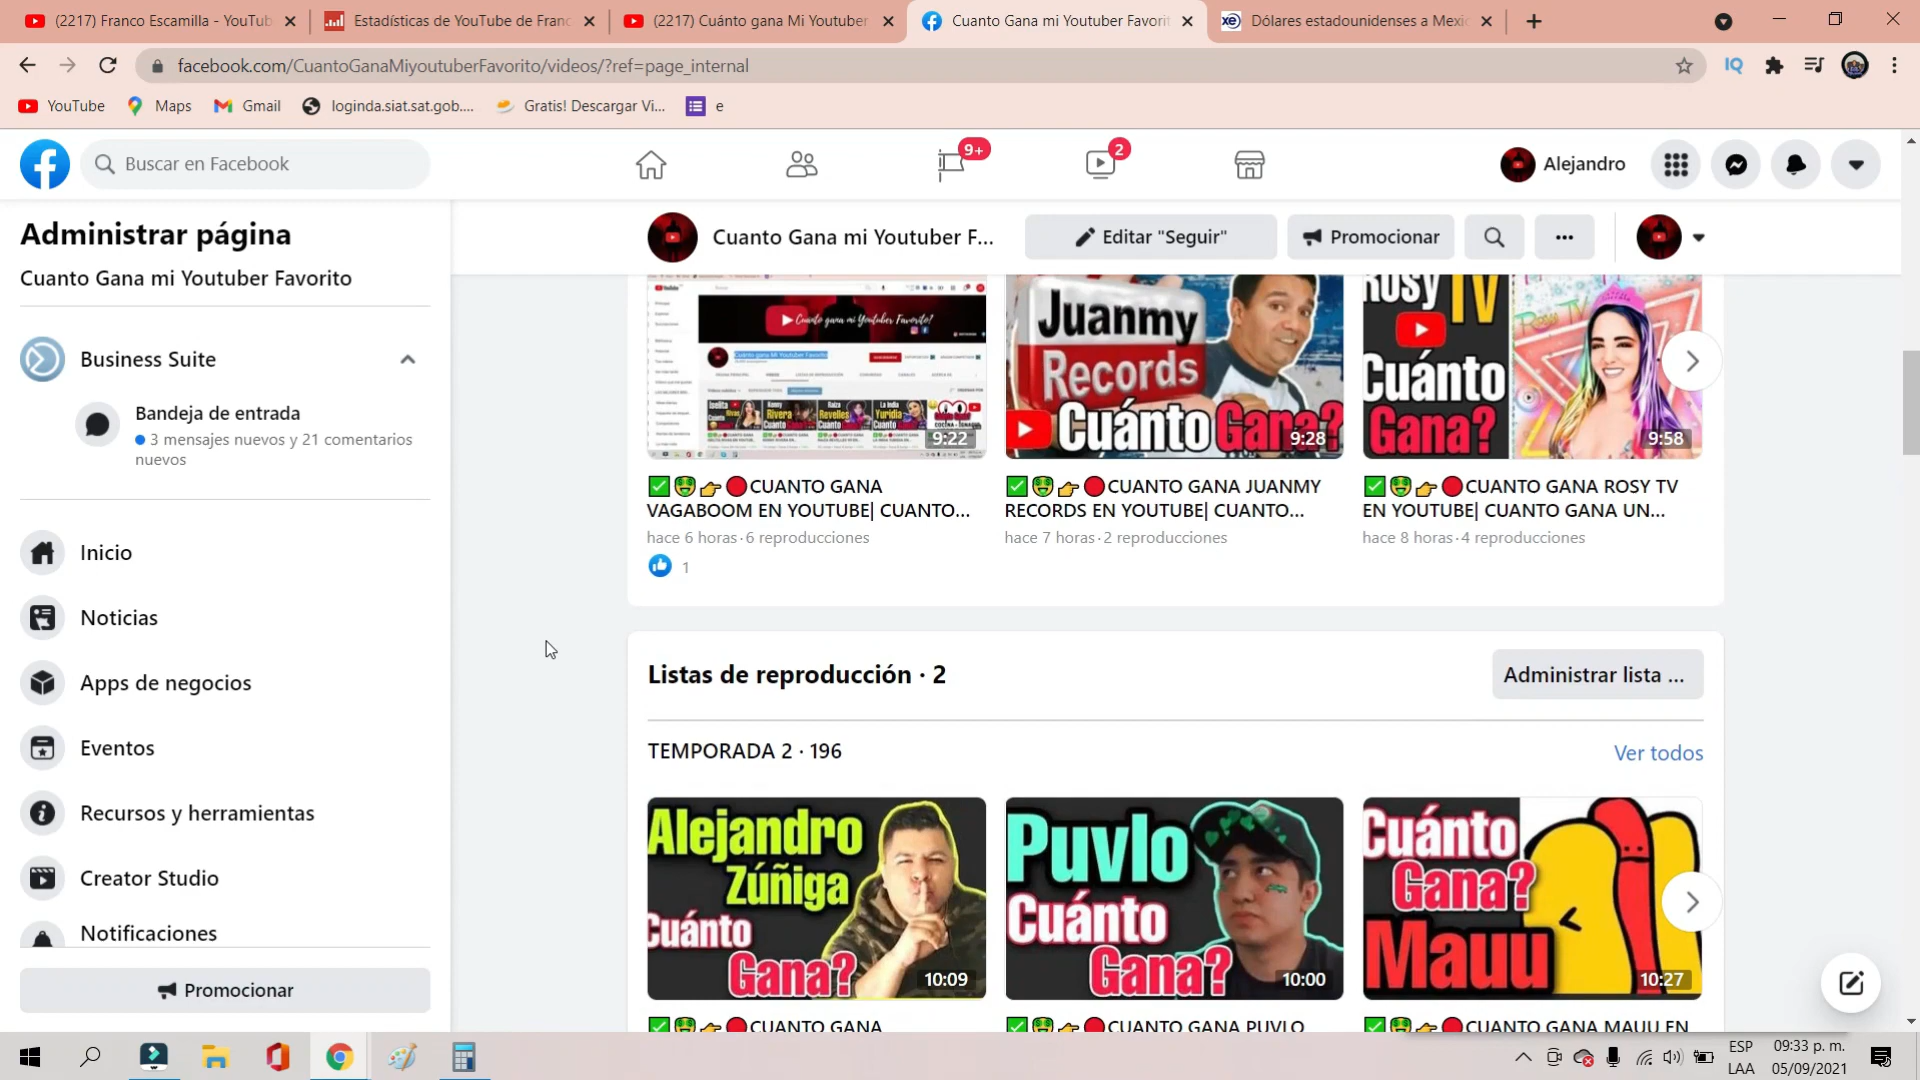 (2217) Franco Escamilla - YouTub
Estadísticas de YouTube de Franc
(2217) Cuánto gana Mi Youtuber
Cuanto Gana mi Youtuber Favorit
Dólares estadounidenses a Mexic
facebook.com/CuantoGanaMiyoutuberFavorito/videos/?ref=page_internal
YouTube
Maps
Gmail
loginda.siat.sat.gob....
Gratis! Descargar Vi...
e
Buscar en Facebook
9+
2
Alejandro
Administrar página
Cuanto Gana mi Youtuber Favorito
Cuanto Gana mi Youtuber F...
Editar "Seguir"
Promocionar
Business Suite
Bandeja de entrada
3 mensajes nuevos y 21 comentarios
nuevos
Inicio
Noticias
Apps de negocios
Eventos
Recursos y herramientas
Creator Studio
Notificaciones
Promocionar
Cuánto gana mi Youtuber Favorito?
9:22
Juanmy
Records
Cuánto Gana?
9:28
Rosy TV
Cuánto
Gana?
9:58
CUANTO GANA
VAGABOOM EN YOUTUBE| CUANTO...
hace 6 horas · 6 reproducciones
1
CUANTO GANA JUANMY
RECORDS EN YOUTUBE| CUANTO...
hace 7 horas · 2 reproducciones
CUANTO GANA ROSY TV
EN YOUTUBE| CUANTO GANA UN...
hace 8 horas · 4 reproducciones
Listas de reproducción · 2
Administrar lista ...
TEMPORADA 2 · 196
Ver todos
Alejandro
Zúñiga
Cuánto
Gana?
10:09
Puvlo
Cuánto
Gana?
10:00
Cuánto
Gana?
Mauu
10:27
CUANTO GANA
CUANTO GANA PUVLO
CUANTO GANA MAUU EN
ESP
LAA
09:33 p. m.
05/09/2021